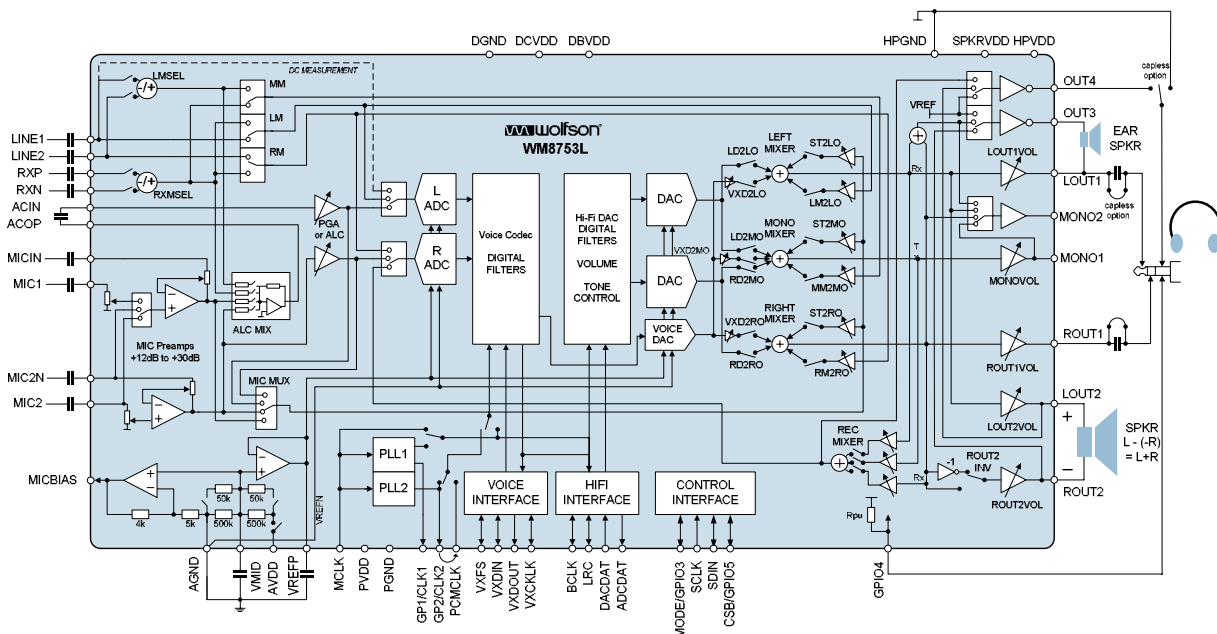 DGND DCVDD DBVDD HPGND SPKRVDD HPVDD
DC MEASUREMENT
capless
option
LMSEL
-/+
MM
LM
RM
VREF
OUT4
OUT3
EAR
SPKR
wolfson
WM8753L
LINE1
LINE2
RXP
RXN
-/+
RXMSEL
ACIN
ACOP
PGA
or ALC
L
ADC
R
ADC
Voice Codec
DIGITAL
FILTERS
Hi-Fi DAC
DIGITAL
FILTERS
VOLUME
TONE
CONTROL
DAC
DAC
VOICE
DAC
LEFT
MIXER
LD2LO
ST2LO
VXD2LO
LM2LO
Rx
MONO
MIXER
LD2MO
ST2MO
VXD2MO
RD2MO
MM2MO
T
RIGHT
MIXER
VXD2RO
ST2RO
RD2RO
RM2RO
LOUT1VOL
LOUT1
capless
option
MONO2
MONO1
MONOVOL
ROUT1
ROUT1VOL
MICIN
MIC1
ALC MIX
MIC Preamps
+12dB to +30dB
MIC2N
MIC2
MIC MUX
LOUT2
LOUT2VOL
+
SPKR
L - (-R)
= L+R
−
REC
MIXER
Rx
-1
ROUT2
INV
ROUT2VOL
ROUT2
MICBIAS
4k
5k
50k
50k
500k
500k
VREFN
PLL1
PLL2
VOICE
INTERFACE
HIFI
INTERFACE
CONTROL
INTERFACE
Rpu
AGND
VMID
AVDD
VREFP
MCLK
PVDD
PGND
GP1/CLK1
GP2/CLK2
PCMCLK
VXFS
VXDIN
VXDOUT
VXCKLK
BCLK
LRC
DACDAT
ADCDAT
MODE/GPIO3
SCLK
SDIN
CSB/GPIO5
GPIO4